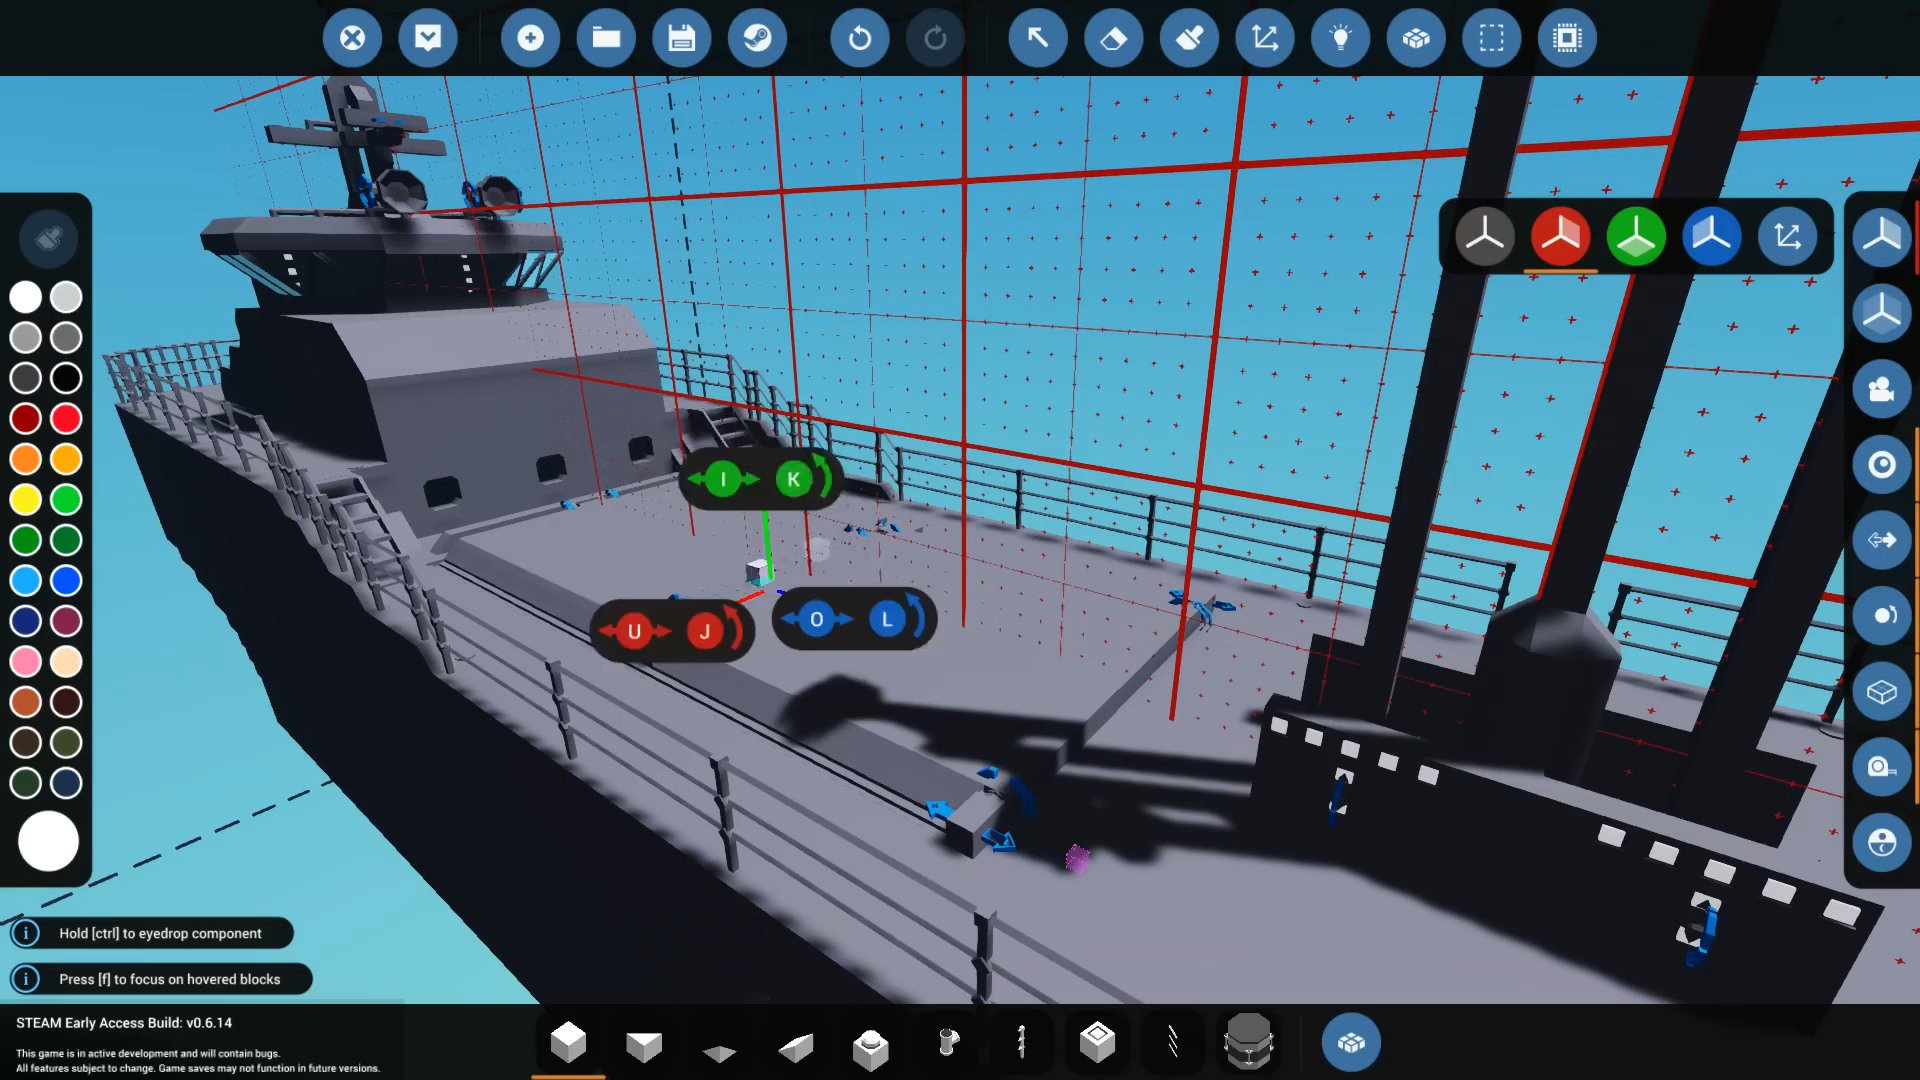 I
K
U
J
O
L
Hold [ctrl] to eyedrop component
Press [f] to focus on hovered blocks
STEAM Early Access Build: v0.6.14
This game is in active development and will contain bugs.
All features subject to change. Game saves may not function in future versions.